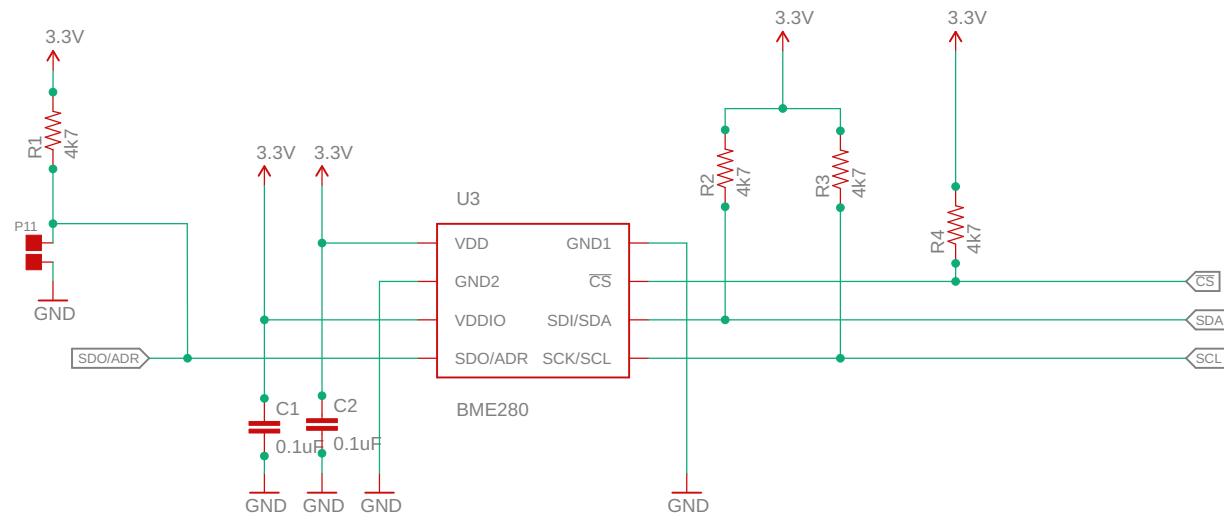 3.3V
3.3V
3.3V
R1
4k7
3.3V
3.3V
R2
4k7
R3
4k7
U3
P11
R4
4k7
VDD
GND1
GND2
CS
CS
GND
VDDIO
SDI/SDA
SDA
SDO/ADR
SDO/ADR
SCK/SCL
SCL
C1
C2
BME280
0.1uF
0.1uF
GND
GND
GND
GND